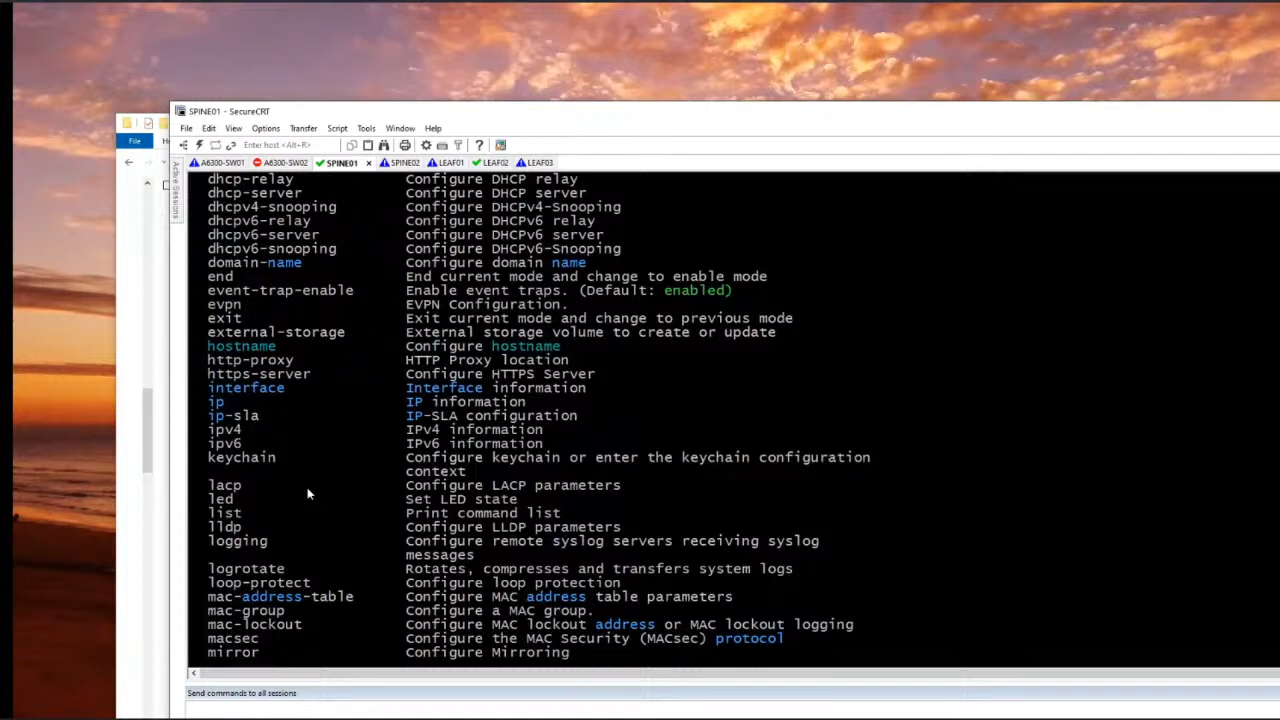 SPINE01 - SecureCRT
File Edit View Options Transfer Script Tools Window Help
Enter host <Alt+R>
A6300-SW01 A6300-SW02 SPINE01 SPINE02 LEAF01 LEAF02 LEAF03
File
Active Sessions
dhcp-relay Configure DHCP relay
dhcp-server Configure DHCP server
dhcpv4-snooping Configure DHCPv4-Snooping
dhcpv6-relay Configure DHCPv6 relay
dhcpv6-server Configure DHCPv6 server
dhcpv6-snooping Configure DHCPv6-Snooping
domain-name Configure domain name
end End current mode and change to enable mode
event-trap-enable Enable event traps. (Default: enabled)
evpn EVPN Configuration.
exit Exit current mode and change to previous mode
external-storage External storage volume to create or update
hostname Configure hostname
http-proxy HTTP Proxy location
https-server Configure HTTPS Server
interface Interface information
ip IP information
ip-sla IP-SLA configuration
ipv4 IPv4 information
ipv6 IPv6 information
keychain Configure keychain or enter the keychain configuration
context
lacp Configure LACP parameters
led Set LED state
list Print command list
lldp Configure LLDP parameters
logging Configure remote syslog servers receiving syslog
messages
logrotate Rotates, compresses and transfers system logs
loop-protect Configure loop protection
mac-address-table Configure MAC address table parameters
mac-group Configure a MAC group.
mac-lockout Configure MAC lockout address or MAC lockout logging
macsec Configure the MAC Security (MACsec) protocol
mirror Configure Mirroring
Send commands to all sessions